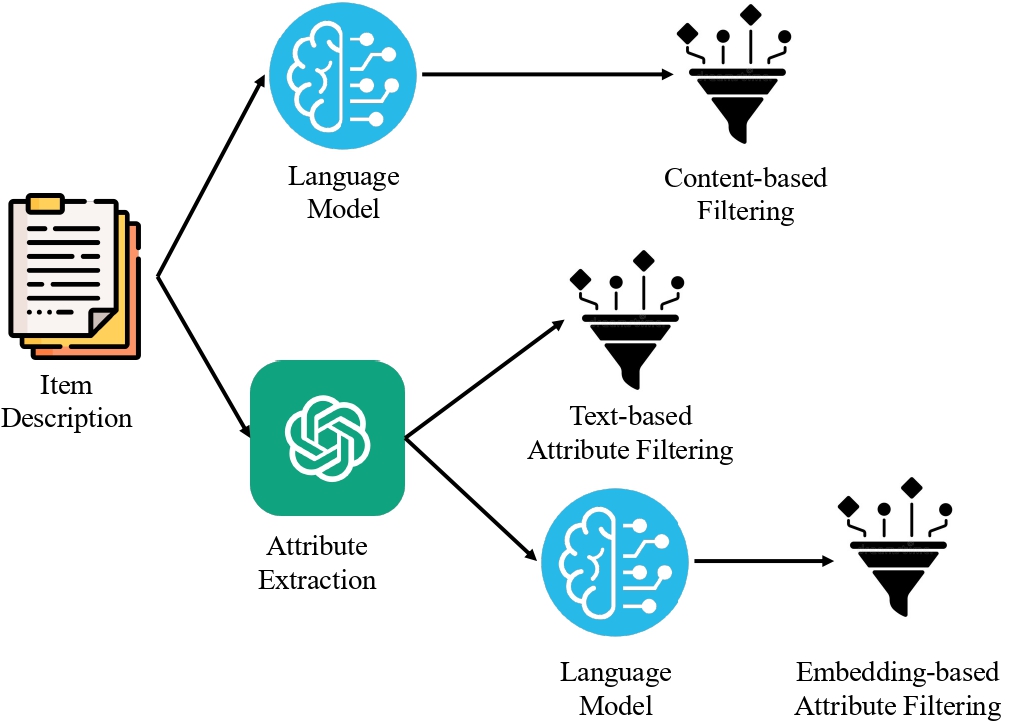 Language
Model
Content-based
Filtering
Item
Description
Text-based
Attribute Filtering
Attribute
Extraction
Language
Model
Embedding-based
Attribute Filtering